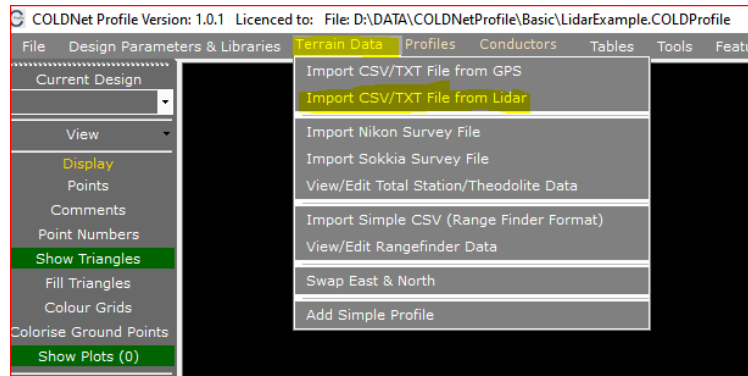 COLDNet Profile Version: 1.0.1 Licenced to: File: D:\DATA\COLDNetProfile\Basic\LidarExample.COLDProfile
File Design Parameters & Libraries Terrain Data Profiles Conductors Tables Tools Featu
Current Design
View
Display
Points
Comments
Point Numbers
Show Triangles
Fill Triangles
Colour Grids
Colorise Ground Points
Show Plots (0)
Import CSV/TXT File from GPS
Import CSV/TXT File from Lidar
Import Nikon Survey File
Import Sokkia Survey File
View/Edit Total Station/Theodolite Data
Import Simple CSV (Range Finder Format)
View/Edit Rangefinder Data
Swap East & North
Add Simple Profile